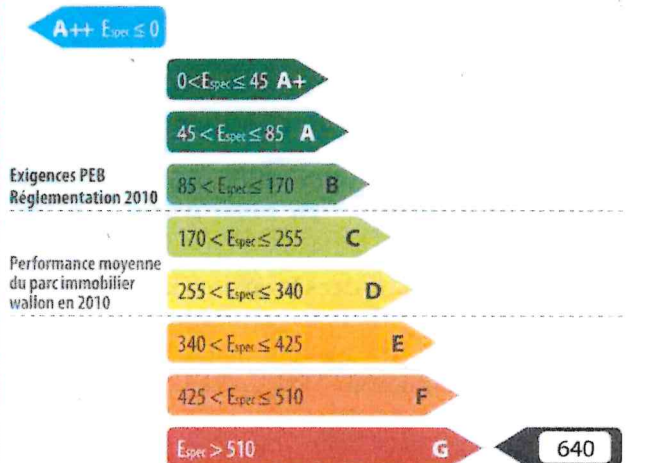 A++ Espec ≤ 0
0<Espec ≤ 45 A+
45 < Espec ≤ 85 A
Exigences PEB
Réglementation 2010
85 < Espec ≤ 170 B
170 < Espec ≤ 255 C
Performance moyenne
du parc immobilier
wallon en 2010
255 < Espec ≤ 340 D
340 < Espec ≤ 425 E
425 < Espec ≤ 510 F
Espec > 510 G 640